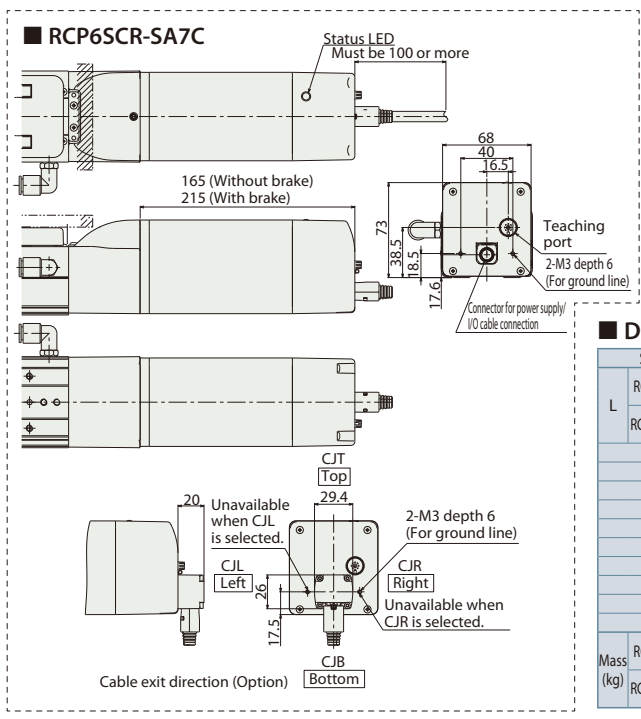 ■ RCP6SCR-SA7C
Status LED
Must be 100 or more
165 (Without brake)
215 (With brake)
68
40
16.5
73
38.5
18.5
17.6
Teaching
port
2-M3 depth 6
(For ground line)
Connector for power supply/
I/O cable connection
CJT
Top
20
29.4
Unavailable
when CJL
is selected.
2-M3 depth 6
(For ground line)
CJL
Left
CJR
Right
26
17.5
Unavailable when
CJR is selected.
CJB
Bottom
Cable exit direction (Option)
■ D
L
Mass
(kg)